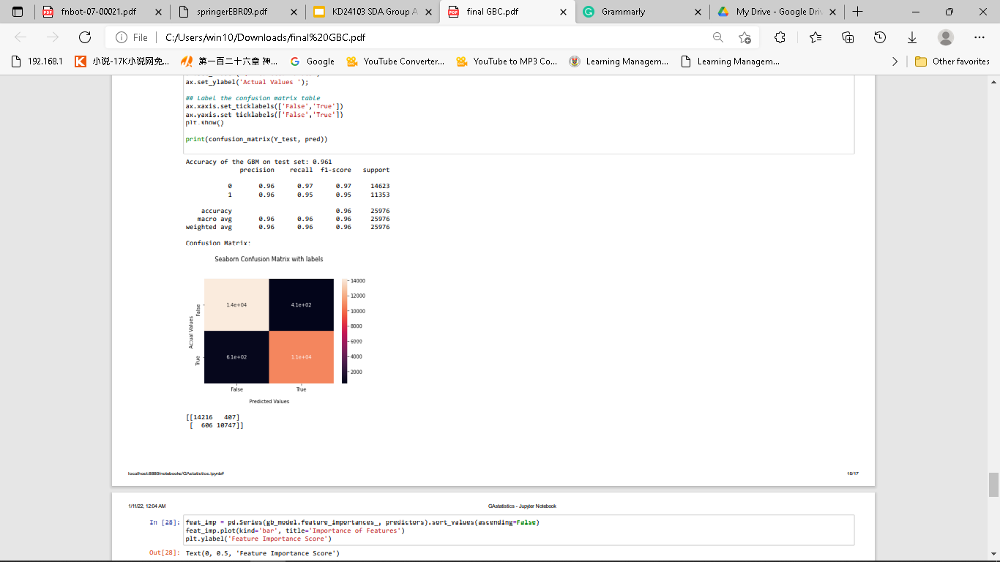 fnbot-07-00021.pdf
springerEBR09.pdf
KD24103 S3A Group A
final GBC.pdf
Grammarly
My Drive - Google Driv
File
C:/Users/win10/Downloads/final%20GBC.pdf
192.168.1
小说-17K小说网免...
第一百二十六章 神...
Google
YouTube Converter...
YouTube to MP3 Co...
Learning Managem...
Learning Managem...
Other favorites
ax.set_ylabel('Actual Values ');
## Label the confusion matrix table
ax.xaxis.set_ticklabels(['False','True'])
ax.yaxis.set_ticklabels(['False','True'])
plt.show()
print(confusion_matrix(Y_test, pred))
Accuracy of the GBM on test set: 0.961
precision recall f1-score support
0 0.96 0.97 0.97 14623
1 0.96 0.95 0.95 11353
accuracy 0.96 25976
macro avg 0.96 0.96 0.96 25976
weighted avg 0.96 0.96 0.96 25976
Confusion Matrix:
Seaborn Confusion Matrix with labels
Actual Values
False
True
1.4e+04
4.1e+02
6.1e+02
1.1e+04
14000
12000
10000
8000
6000
4000
2000
False
True
Predicted Values
[[14216 407]
[ 606 10747]]
localhost:8889/notebooks/GAstatistics.ipynb#
16/17
1/11/22, 12:04 AM
GAstatistics - Jupyter Notebook
In [28]:
feat_imp = pd.Series(gb_model.feature_importances_, predictors).sort_values(ascending=False)
feat_imp.plot(kind='bar', title='Importance of Features')
plt.ylabel('Feature Importance Score')
Out[28]: Text(0, 0.5, 'Feature Importance Score')